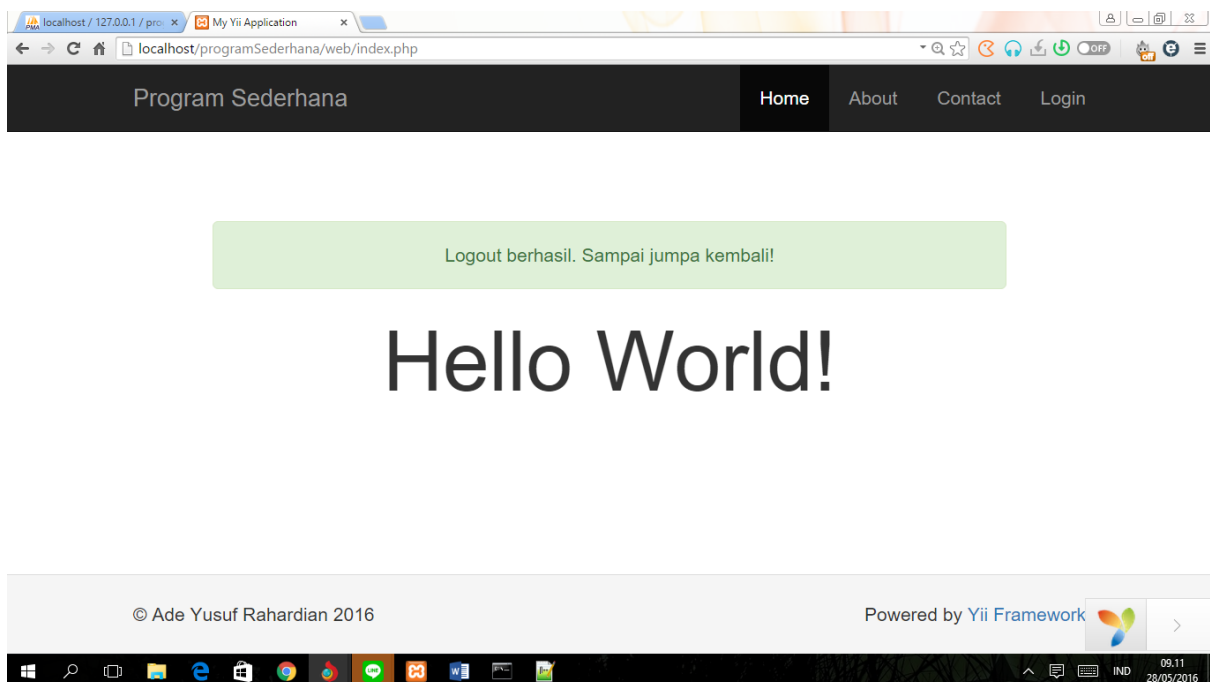 localhost / 127.0.0.1 / pro
My Yii Application
localhost/programSederhana/web/index.php
OFF
off
Program Sederhana
Home
About
Contact
Login
Logout berhasil. Sampai jumpa kembali!
Hello World!
© Ade Yusuf Rahardian 2016
Powered by Yii Framework
IND
09.11
28/05/2016